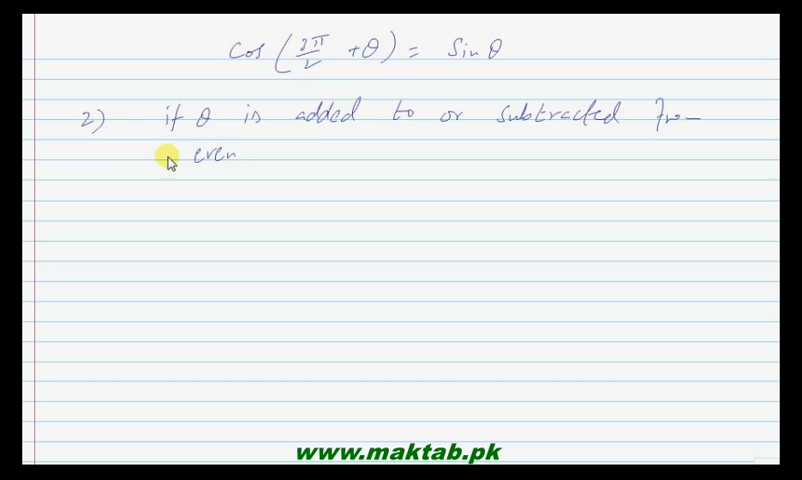 cos (3π/2 + θ) = Sin θ
2) if θ is added to or subtracted from
even
www.maktab.pk